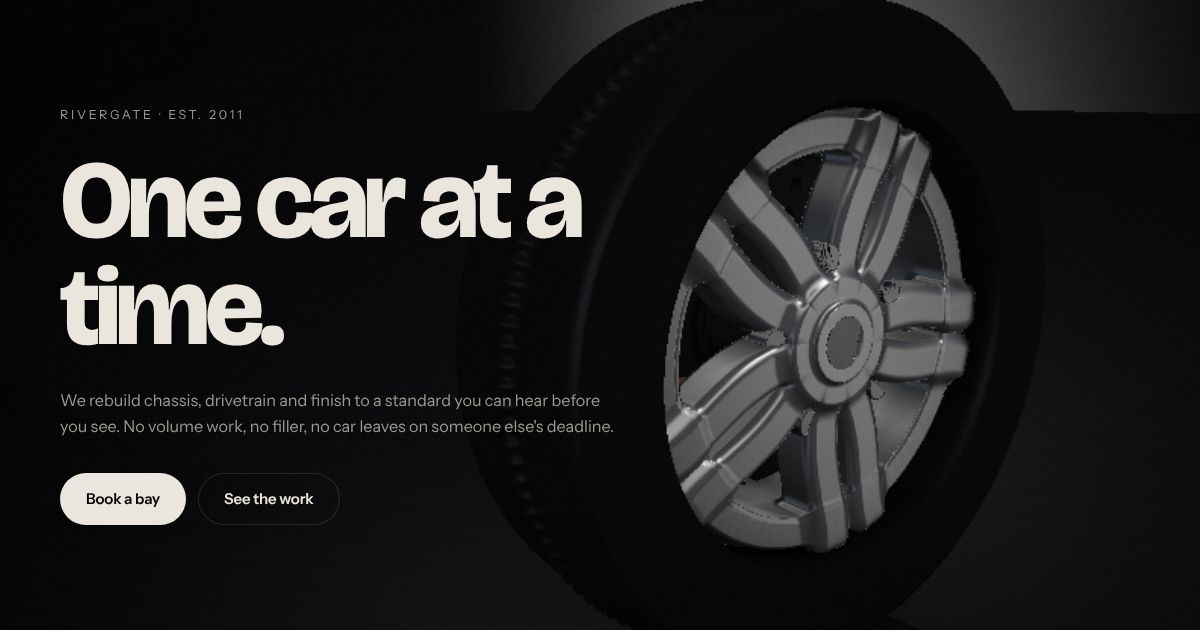 RIVERGATE · EST. 2011
One car at a
time.
We rebuild chassis, drivetrain and finish to a standard you can hear before
you see. No volume work, no filler, no car leaves on someone else's deadline.
Book a bay
See the work